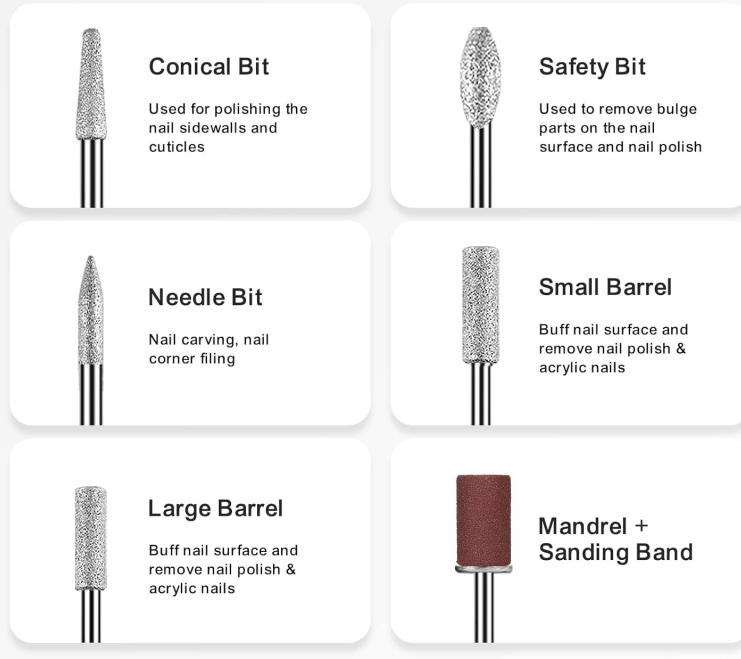 Conical Bit
Used for polishing the
nail sidewalls and
cuticles
Safety Bit
Used to remove bulge
parts on the nail
surface and nail polish
Needle Bit
Nail carving, nail
corner filing
Small Barrel
Buff nail surface and
remove nail polish &
acrylic nails
Large Barrel
Buff nail surface and
remove nail polish &
acrylic nails
Mandrel +
Sanding Band